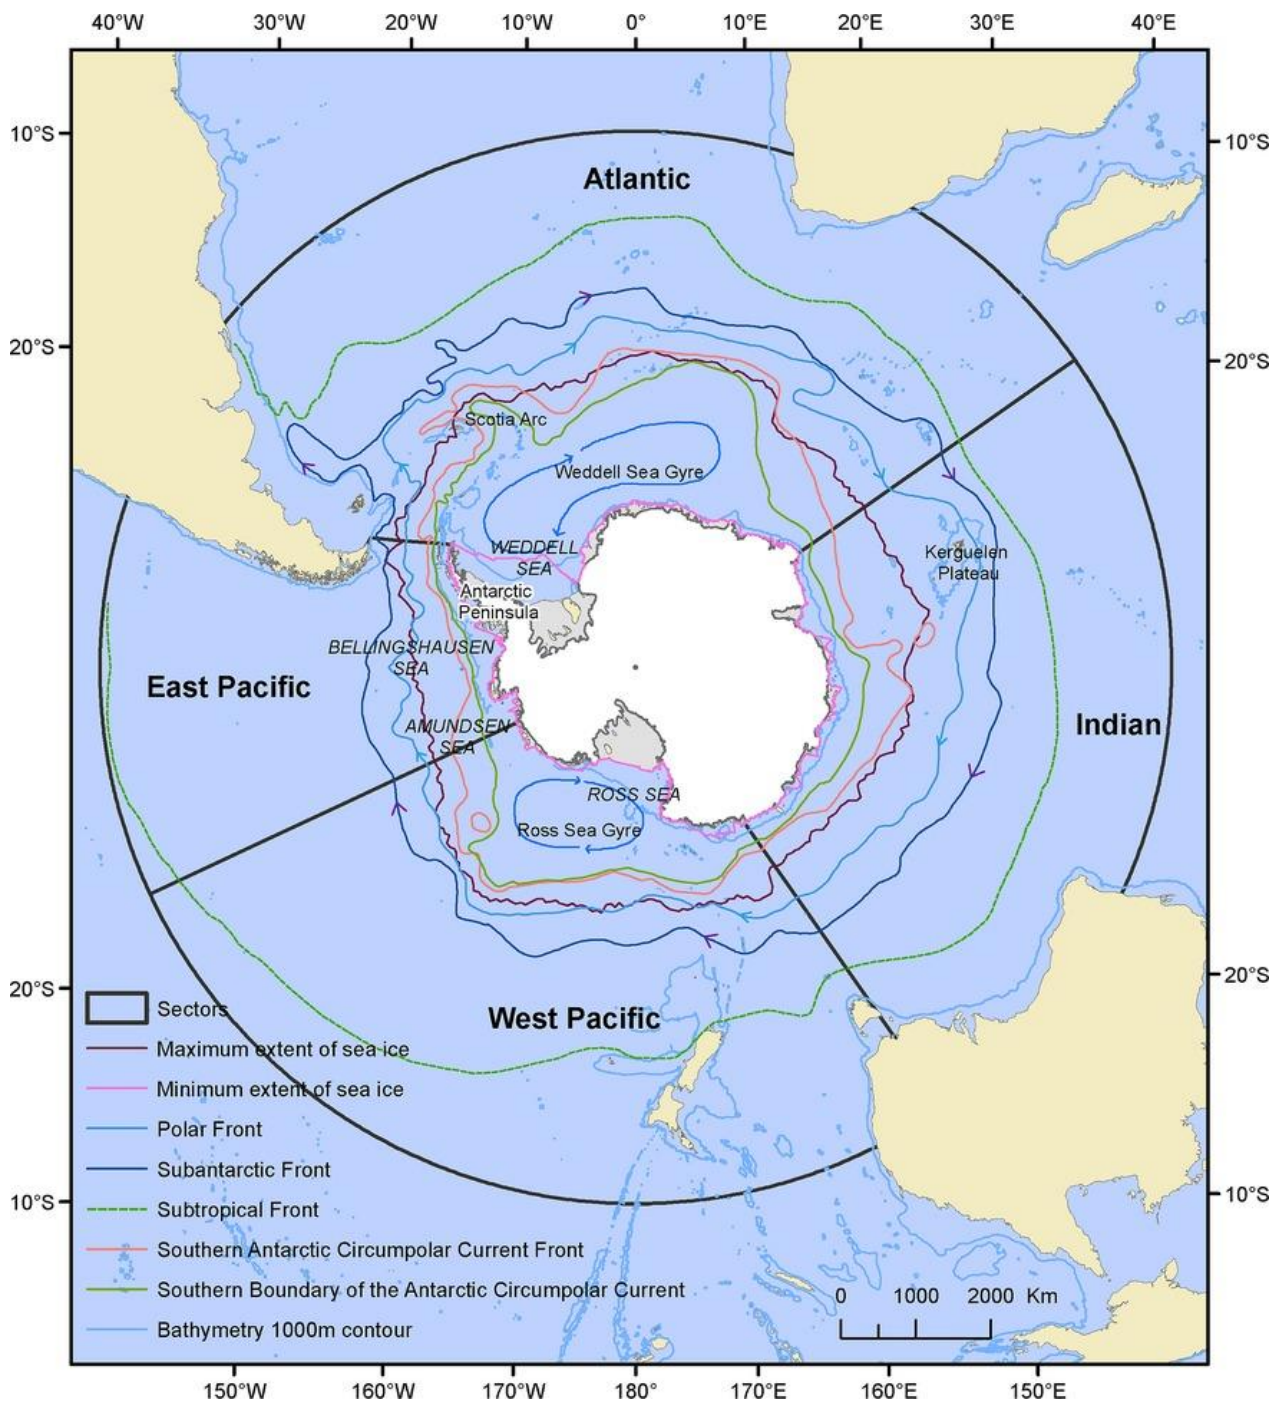 40°W 30°W 20°W 10°W 0° 10°E 20°E 30°E 40°E
10°S
10°S
Atlantic
20°S
20°S
Scotia Arc
Weddell Sea Gyre
WEDDELL
SEA
Kerguelen
Plateau
Antarctic
Peninsula
BELLINGSHAUSEN
SEA
East Pacific
AMUNDSEN
SEA
Indian
ROSS SEA
Ross Sea Gyre
20°S
20°S
West Pacific
Sectors
Maximum extent of sea ice
Minimum extent of sea ice
Polar Front
Subantarctic Front
10°S
10°S
Subtropical Front
Southern Antarctic Circumpolar Current Front
Southern Boundary of the Antarctic Circumpolar Current
Bathymetry 1000m contour
0 1000 2000 Km
150°W 160°W 170°W 180° 170°E 160°E 150°E